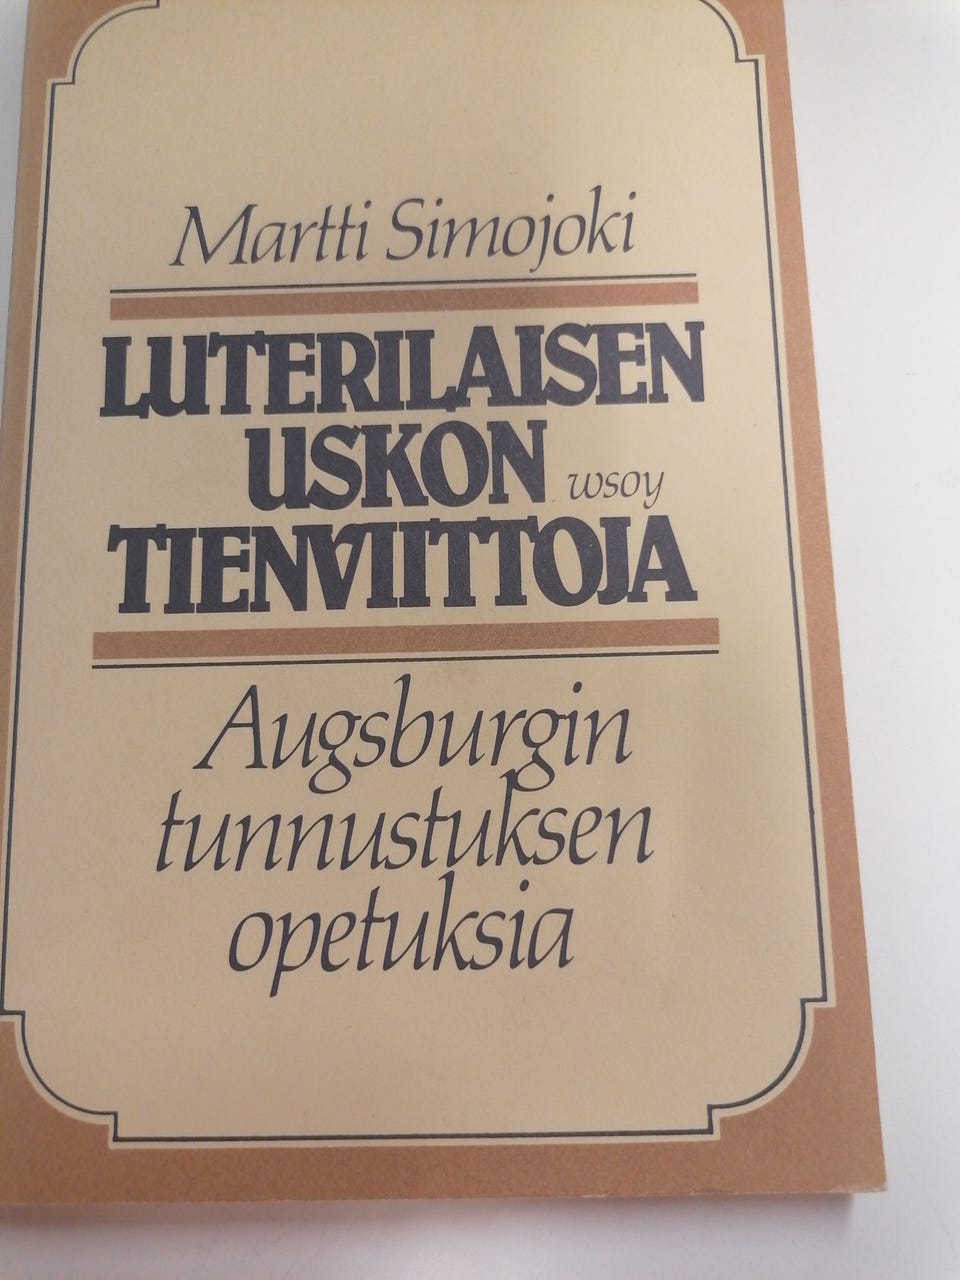 Martti Simojoki
LUTERILAISEN
USKON wsoy
TIENVIITTOJA
Augsburgin
tunnustuksen
opetuksia